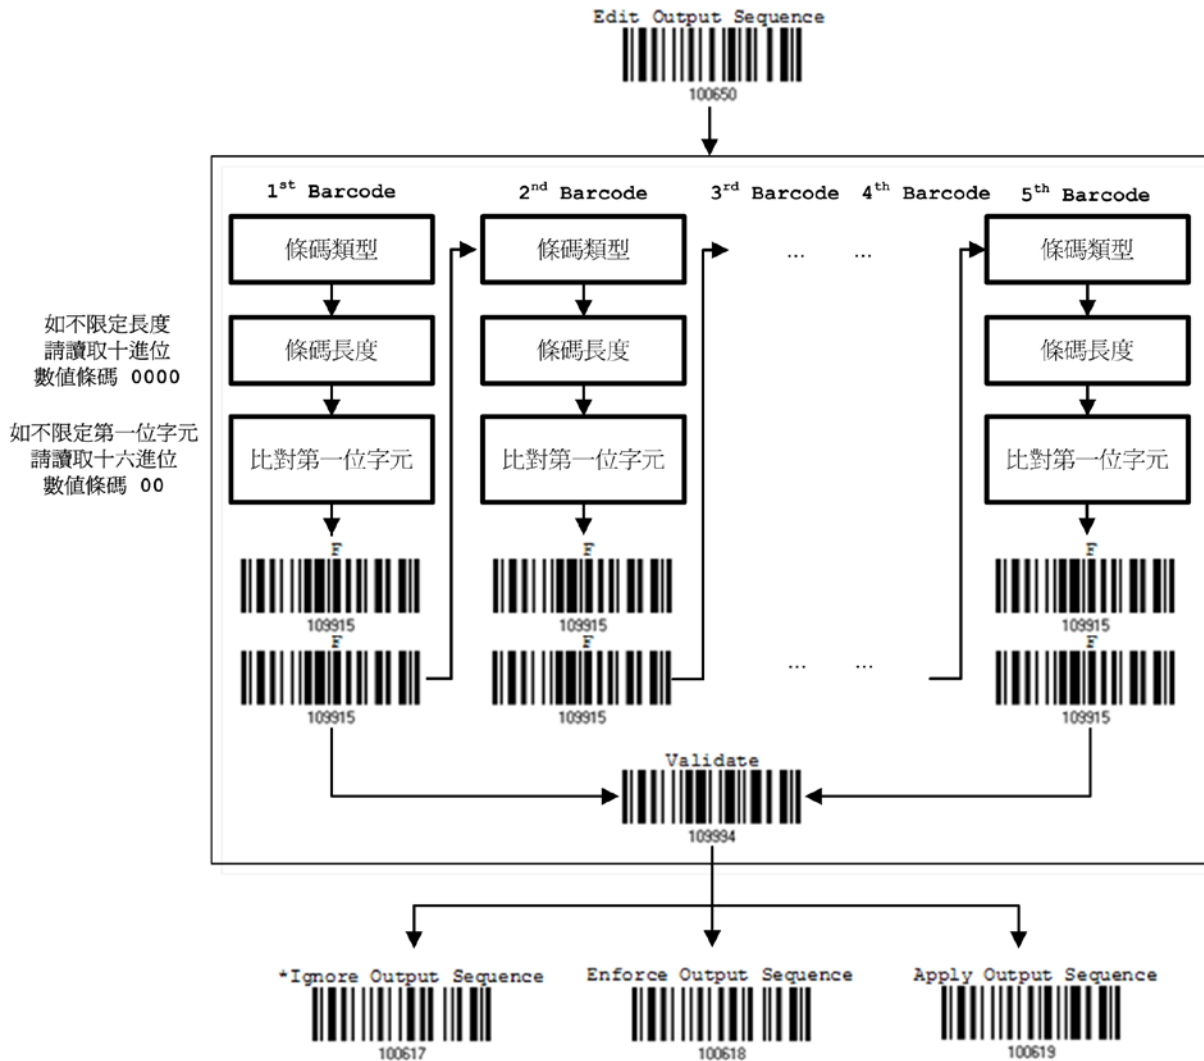 Edit Output Sequence
100650
1st Barcode 2nd Barcode 3rd Barcode 4th Barcode 5th Barcode
條碼類型 條碼類型 ... ... 條碼類型
如不限定長度
請讀取十進位
數值條碼 0000
條碼長度 條碼長度 條碼長度
如不限定第一位字元
請讀取十六進位
數值條碼 00
比對第一位字元 比對第一位字元 比對第一位字元
F F F
109915 109915 109915
F F F
... ...
109915 109915 109915
Validate
109994
*Ignore Output Sequence Enforce Output Sequence Apply Output Sequence
100617 100618 100619